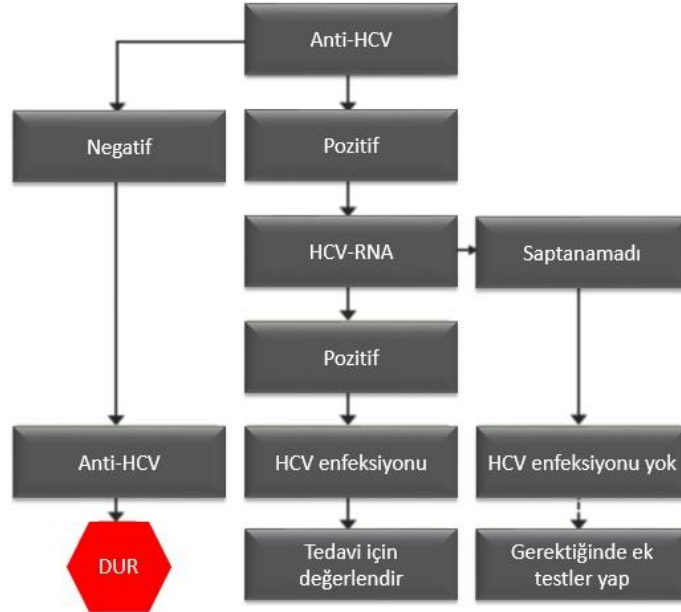 Anti-HCV
Negatif
Pozitif
HCV-RNA
Saptanamadı
Pozitif
Anti-HCV
HCV enfeksiyonu
HCV enfeksiyonu yok
DUR
Tedavi için
değerlendir
Gerektiğinde ek
testler yap